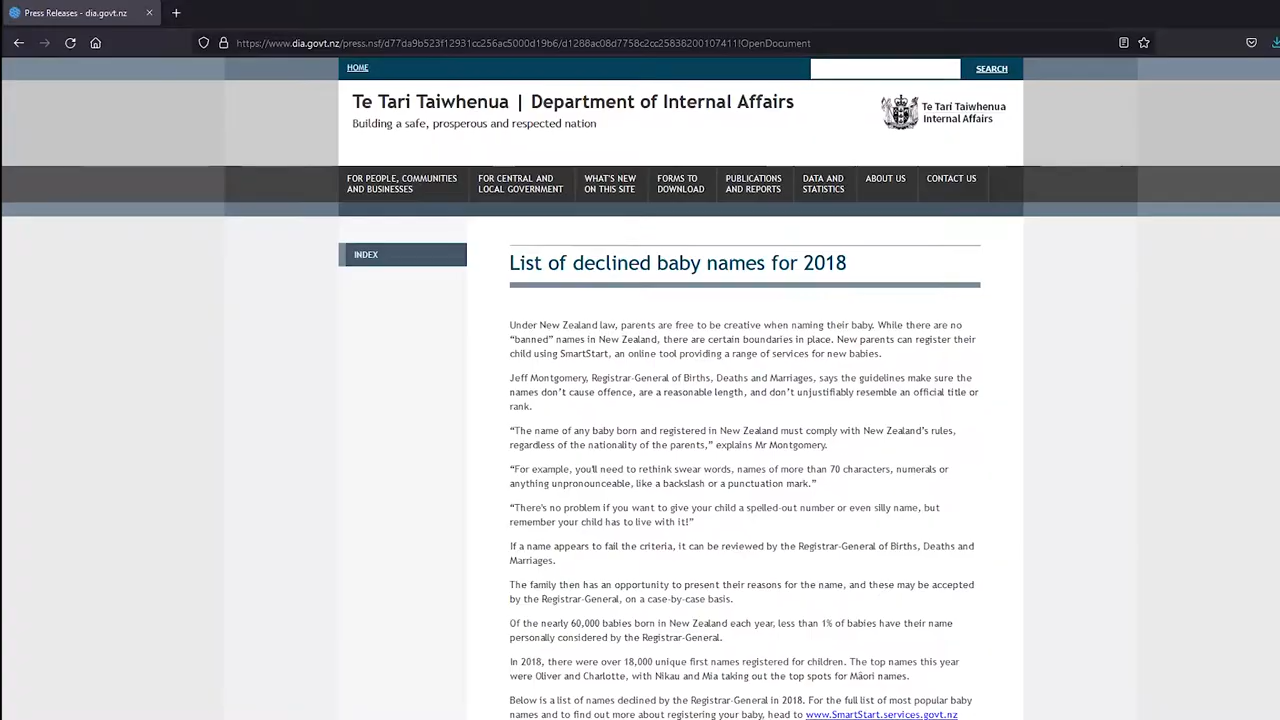 Press Releases - dia.govt.nz
https://www.dia.govt.nz/press.nsf/d77da9b523f12931cc256ac5000d19b6/d1288ac08d7758c2cc25838200107411!OpenDocument
HOME
SEARCH
Te Tari Taiwhenua | Department of Internal Affairs
Building a safe, prosperous and respected nation
Te Tari Taiwhenua
Internal Affairs
FOR PEOPLE, COMMUNITIES
AND BUSINESSES
FOR CENTRAL AND
LOCAL GOVERNMENT
WHAT'S NEW
ON THIS SITE
FORMS TO
DOWNLOAD
PUBLICATIONS
AND REPORTS
DATA AND
STATISTICS
ABOUT US
CONTACT US
INDEX
List of declined baby names for 2018
Under New Zealand law, parents are free to be creative when naming their baby. While there are no
“banned” names in New Zealand, there are certain boundaries in place. New parents can register their
child using SmartStart, an online tool providing a range of services for new babies.
Jeff Montgomery, Registrar-General of Births, Deaths and Marriages, says the guidelines make sure the
names don’t cause offence, are a reasonable length, and don’t unjustifiably resemble an official title or
rank.
“The name of any baby born and registered in New Zealand must comply with New Zealand’s rules,
regardless of the nationality of the parents,” explains Mr Montgomery.
“For example, you’ll need to rethink swear words, names of more than 70 characters, numerals or
anything unpronounceable, like a backslash or a punctuation mark.”
“There's no problem if you want to give your child a spelled-out number or even silly name, but
remember your child has to live with it!”
If a name appears to fail the criteria, it can be reviewed by the Registrar-General of Births, Deaths and
Marriages.
The family then has an opportunity to present their reasons for the name, and these may be accepted
by the Registrar-General, on a case-by-case basis.
Of the nearly 60,000 babies born in New Zealand each year, less than 1% of babies have their name
personally considered by the Registrar-General.
In 2018, there were over 18,000 unique first names registered for children. The top names this year
were Oliver and Charlotte, with Nikau and Mia taking out the top spots for Māori names.
Below is a list of names declined by the Registrar-General in 2018. For the full list of most popular baby
names and to find out more about registering your baby, head to www.SmartStart.services.govt.nz